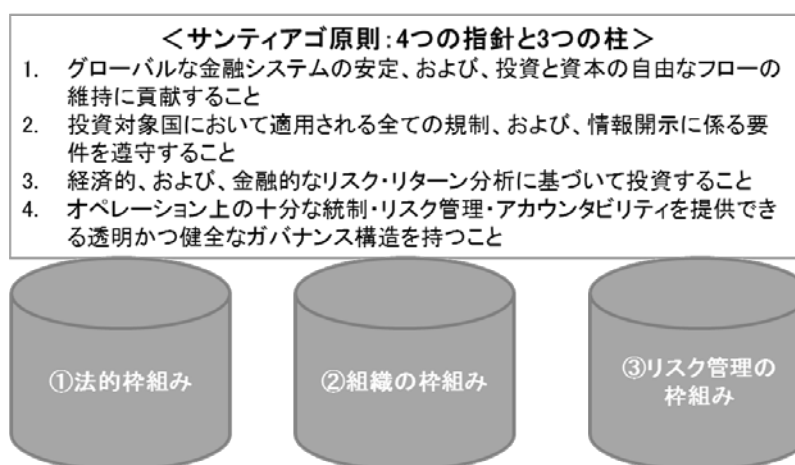 ＜サンティアゴ原則：4つの指針と3つの柱＞
1. グローバルな金融システムの安定、および、投資と資本の自由なフローの
維持に貢献すること
2. 投資対象国において適用される全ての規制、および、情報開示に係る要
件を遵守すること
3. 経済的、および、金融的なリスク・リターン分析に基づいて投資すること
4. オペレーション上の十分な統制・リスク管理・アカウンタビリティを提供でき
る透明かつ健全なガバナンス構造を持つこと
①法的枠組み
②組織の枠組み
③リスク管理の
枠組み